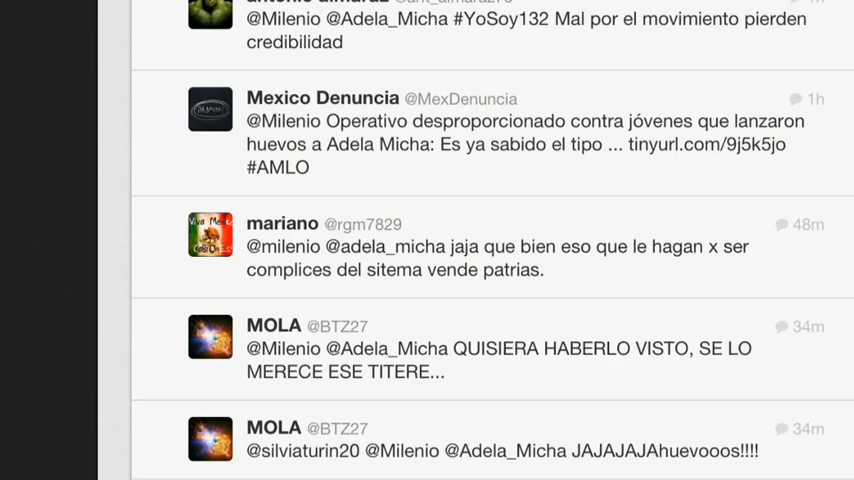 @Milenio @Adela_Micha #YoSoy132 Mal por el movimiento pierden
credibilidad
Mexico Denuncia @MexDenuncia 1h
@Milenio Operativo desproporcionado contra jóvenes que lanzaron
huevos a Adela Micha: Es ya sabido el tipo ... tinyurl.com/9j5k5jo
#AMLO
mariano @rgm7829 48m
@milenio @adela_micha jaja que bien eso que le hagan x ser
complices del sitema vende patrias.
MOLA @BTZ27 34m
@Milenio @Adela_Micha QUISIERA HABERLO VISTO, SE LO
MERECE ESE TITERE...
MOLA @BTZ27 34m
@silviaturin20 @Milenio @Adela_Micha JAJAJAJAhuevooos!!!!